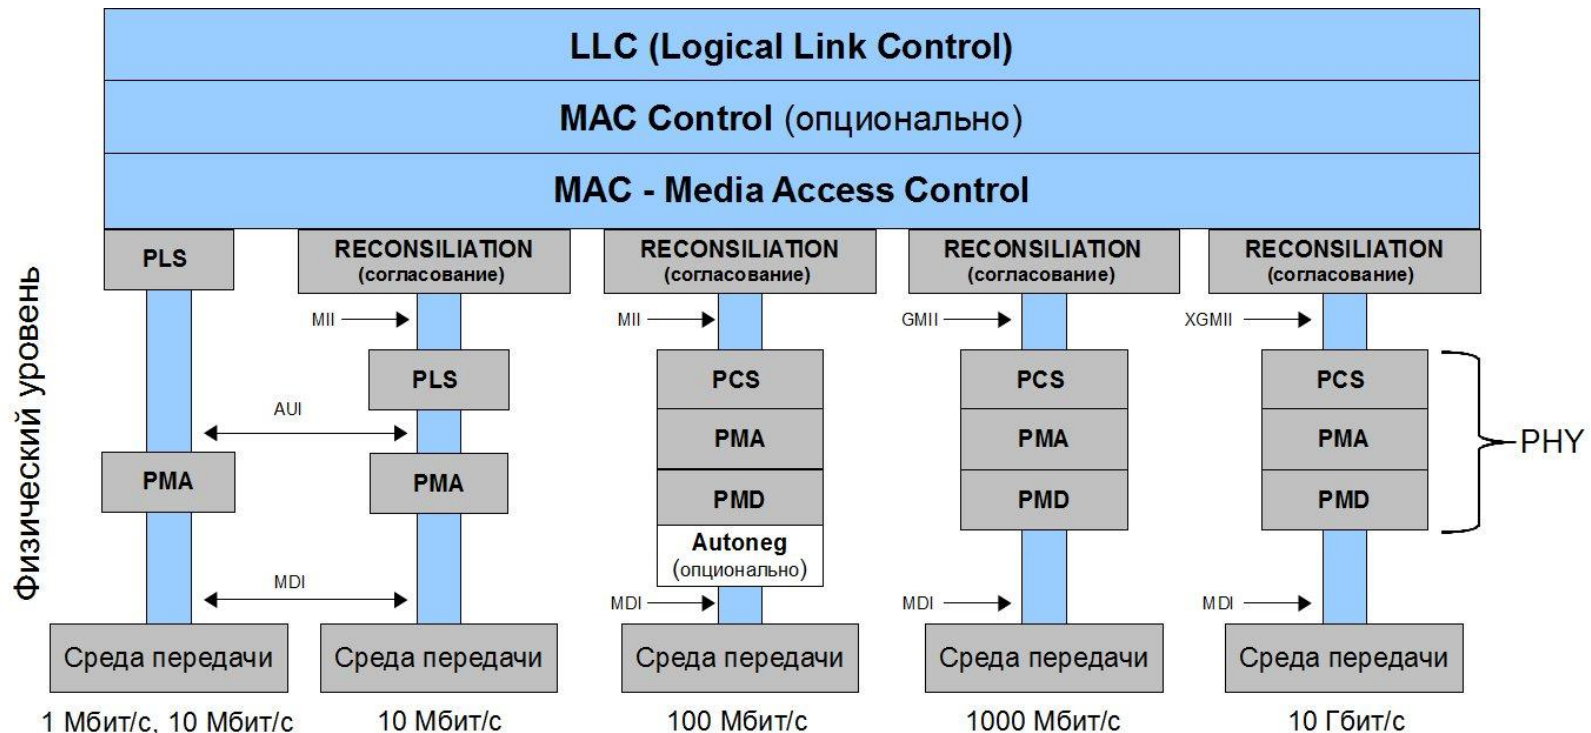 LLC (Logical Link Control)
MAC Control (опционально)
MAC - Media Access Control
Физический уровень
PLS
RECONSILIATION
(согласование)
RECONSILIATION
(согласование)
RECONSILIATION
(согласование)
RECONSILIATION
(согласование)
MII
MII
GMII
XGMII
PLS
PCS
PCS
PCS
AUI
PMA
PMA
PMA
PHY
PMA
PMA
PMD
PMD
PMD
Autoneg
(опционально)
MDI
MDI
MDI
MDI
Среда передачи
Среда передачи
Среда передачи
Среда передачи
Среда передачи
1 Мбит/с, 10 Мбит/с
10 Мбит/с
100 Мбит/с
1000 Мбит/с
10 Гбит/с